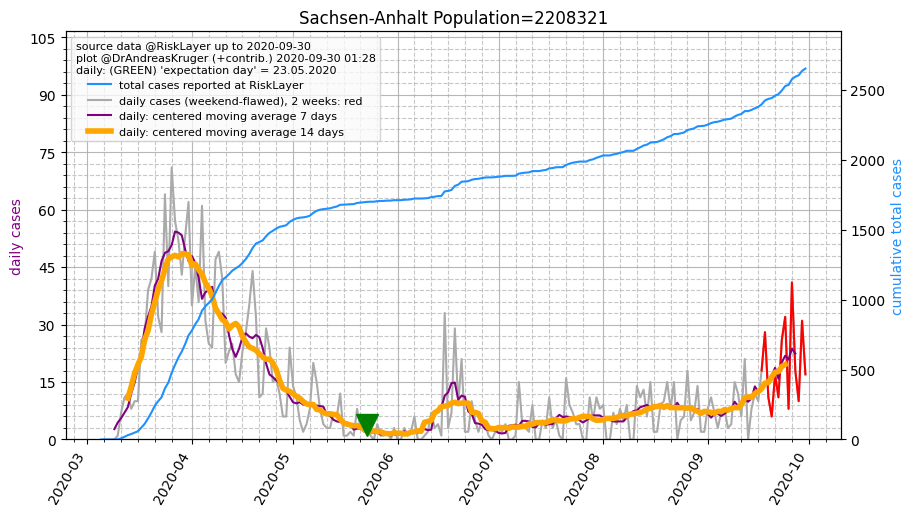 Sachsen-Anhalt Population=2208321
source data @RiskLayer up to 2020-09-30
plot @DrAndreasKruger (+contrib.) 2020-09-30 01:28
daily: (GREEN) 'expectation day' = 23.05.2020
total cases reported at RiskLayer
daily cases (weekend-flawed), 2 weeks: red
daily: centered moving average 7 days
daily: centered moving average 14 days
daily cases
105
90
75
60
45
30
15
0
cumulative total cases
2500
2000
1500
1000
500
0
2020-03
2020-04
2020-05
2020-06
2020-07
2020-08
2020-09
2020-10